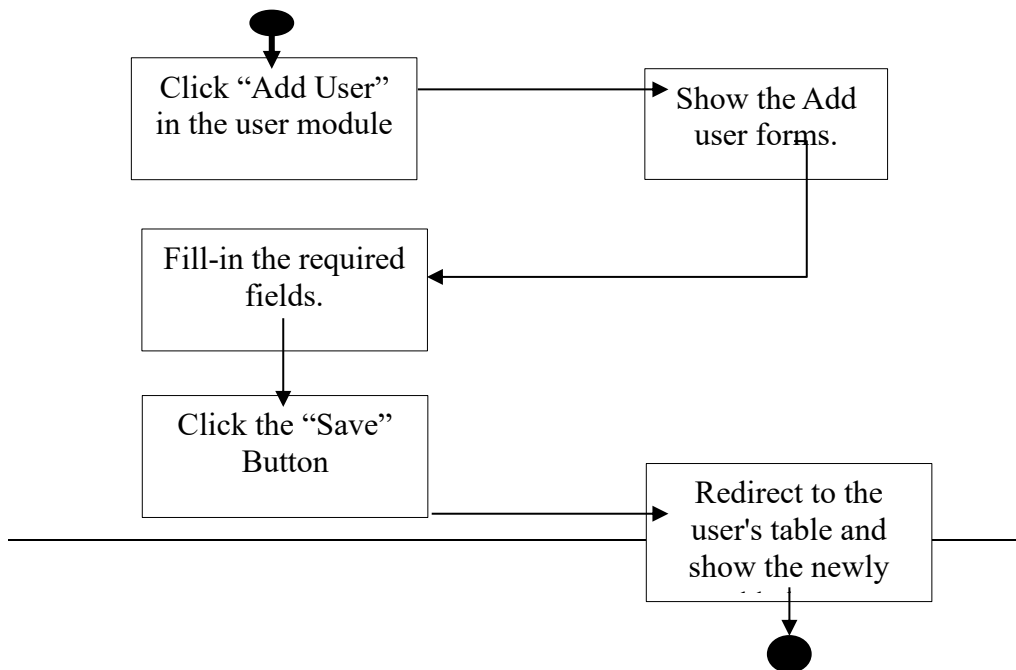 Click “Add User”
in the user module
Show the Add
user forms.
Fill-in the required
fields.
Click the “Save”
Button
Redirect to the
user's table and
show the newly